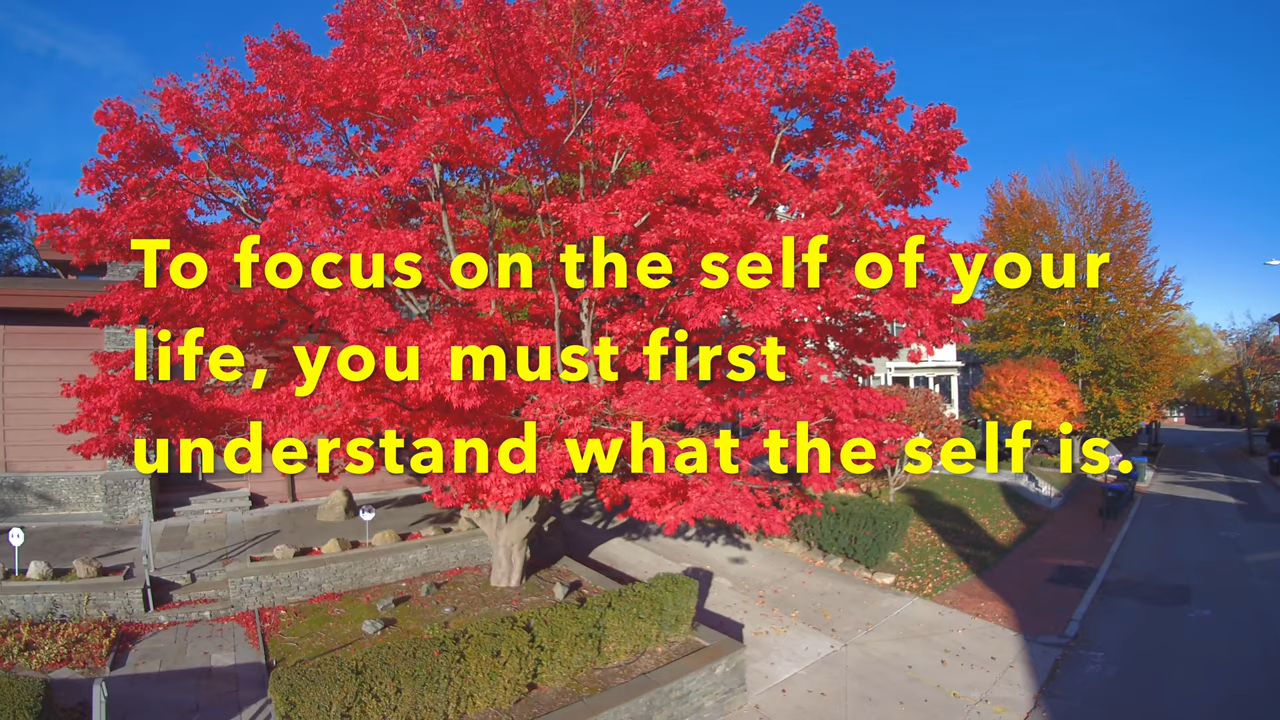 To focus on the self of your
life, you must first
understand what the self is.